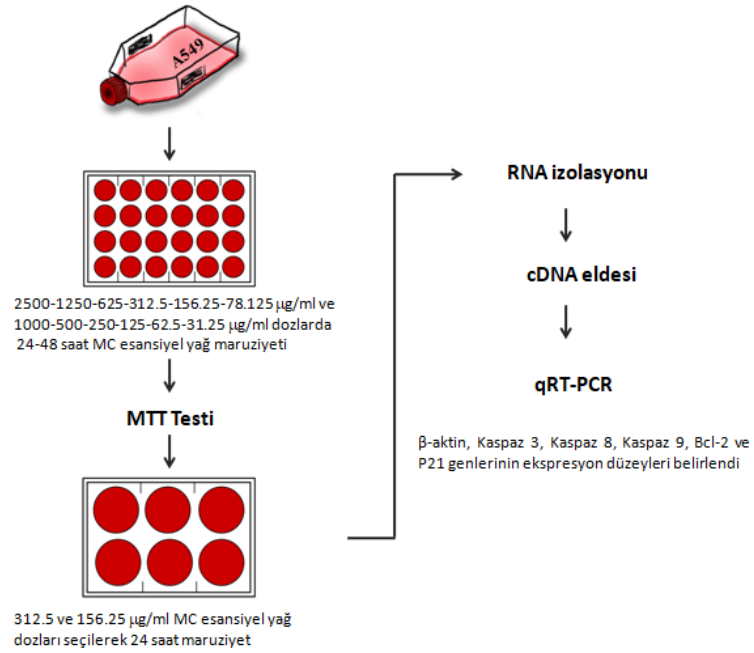 A549
2500-1250-625-312.5-156.25-78.125 µg/ml ve
1000-500-250-125-62.5-31.25 µg/ml dozlarda
24-48 saat MC esansiyel yağ maruziyeti
MTT Testi
312.5 ve 156.25 µg/ml MC esansiyel yağ
dozları seçilerek 24 saat maruziyet
RNA izolasyonu
cDNA eldesi
qRT-PCR
β-aktin, Kaspaz 3, Kaspaz 8, Kaspaz 9, Bcl-2 ve
P21 genlerinin ekspresyon düzeyleri belirlendi